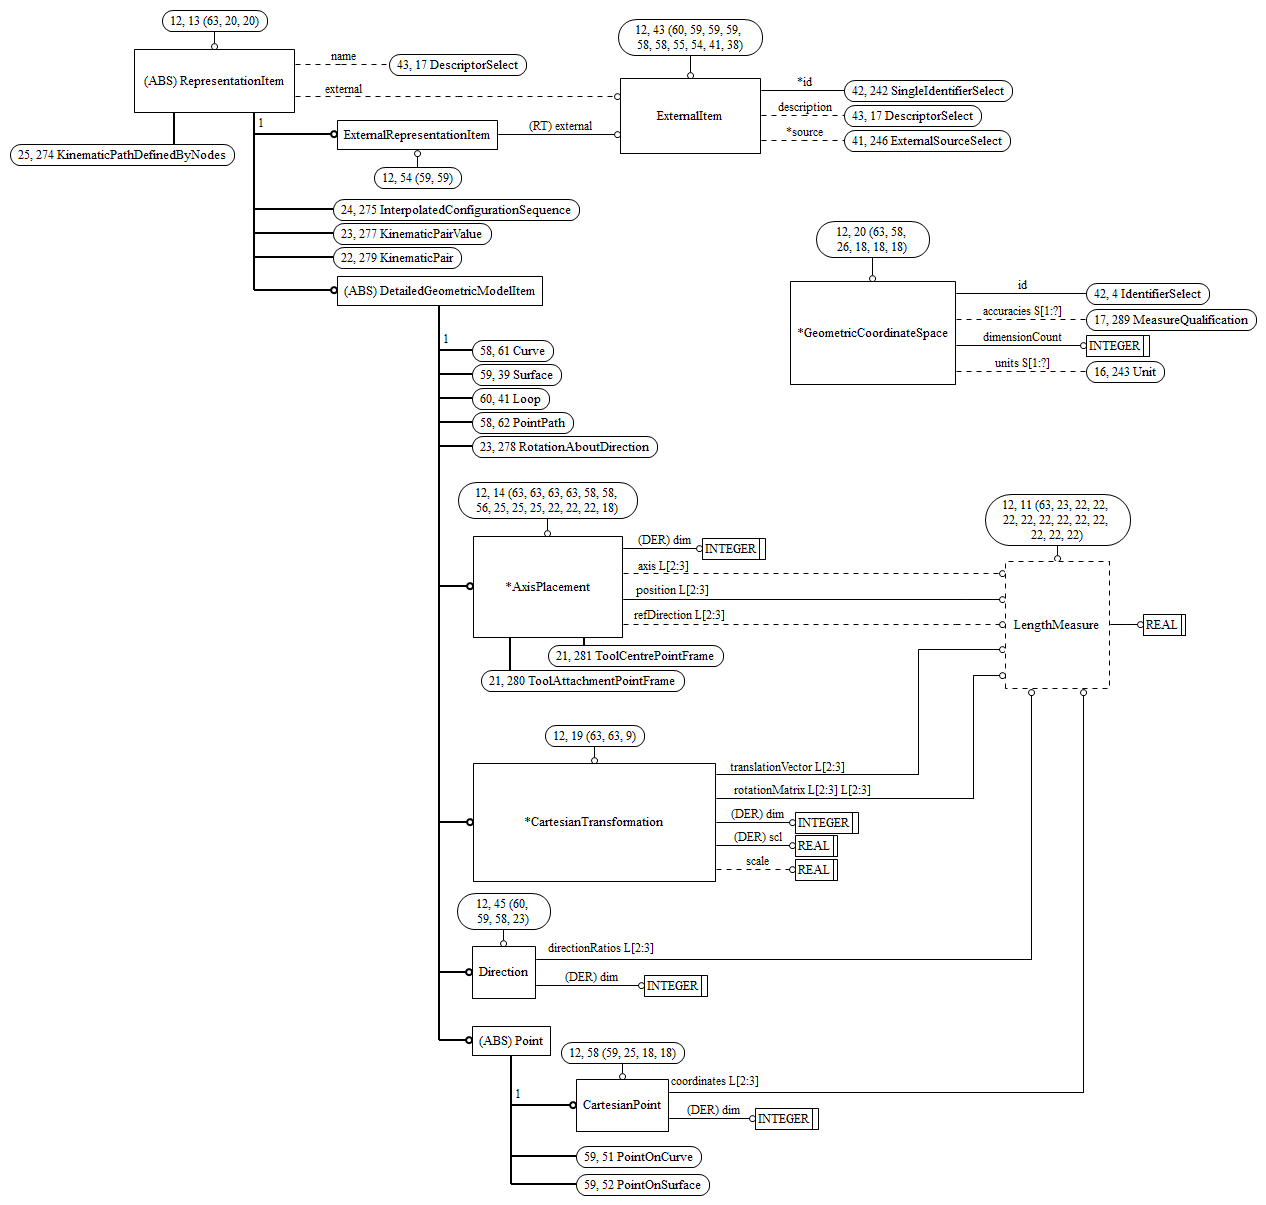 12, 13 (63, 20, 20)
(ABS) RepresentationItem
name
43, 17 DescriptorSelect
external
1
25, 274 KinematicPathDefinedByNodes
ExternalRepresentationItem
(RT) external
12, 54 (59, 59)
12, 43 (60, 59, 59, 59,
58, 58, 55, 54, 41, 38)
ExternalItem
*id
42, 242 SingleIdentifierSelect
description
43, 17 DescriptorSelect
*source
41, 246 ExternalSourceSelect
24, 275 InterpolatedConfigurationSequence
23, 277 KinematicPairValue
22, 279 KinematicPair
(ABS) DetailedGeometricModelItem
12, 20 (63, 58,
26, 18, 18, 18)
*GeometricCoordinateSpace
id
42, 4 IdentifierSelect
accuracies S[1:?]
17, 289 MeasureQualification
dimensionCount
INTEGER
units S[1:?]
16, 243 Unit
1
58, 61 Curve
59, 39 Surface
60, 41 Loop
58, 62 PointPath
23, 278 RotationAboutDirection
12, 14 (63, 63, 63, 63, 58, 58,
56, 25, 25, 25, 22, 22, 22, 18)
*AxisPlacement
(DER) dim
INTEGER
axis L[2:3]
position L[2:3]
refDirection L[2:3]
21, 281 ToolCentrePointFrame
21, 280 ToolAttachmentPointFrame
12, 11 (63, 23, 22, 22,
22, 22, 22, 22, 22, 22,
22, 22, 22)
LengthMeasure
REAL
12, 19 (63, 63, 9)
*CartesianTransformation
translationVector L[2:3]
rotationMatrix L[2:3] L[2:3]
(DER) dim
INTEGER
(DER) scl
REAL
scale
REAL
12, 45 (60,
59, 58, 23)
Direction
directionRatios L[2:3]
(DER) dim
INTEGER
(ABS) Point
1
12, 58 (59, 25, 18, 18)
CartesianPoint
coordinates L[2:3]
(DER) dim
INTEGER
59, 51 PointOnCurve
59, 52 PointOnSurface